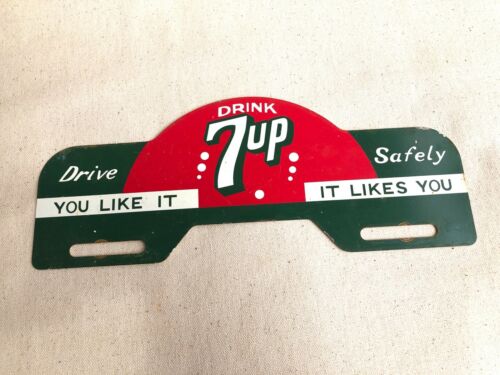 DRINK
7up
Drive Safely
YOU LIKE IT IT LIKES YOU